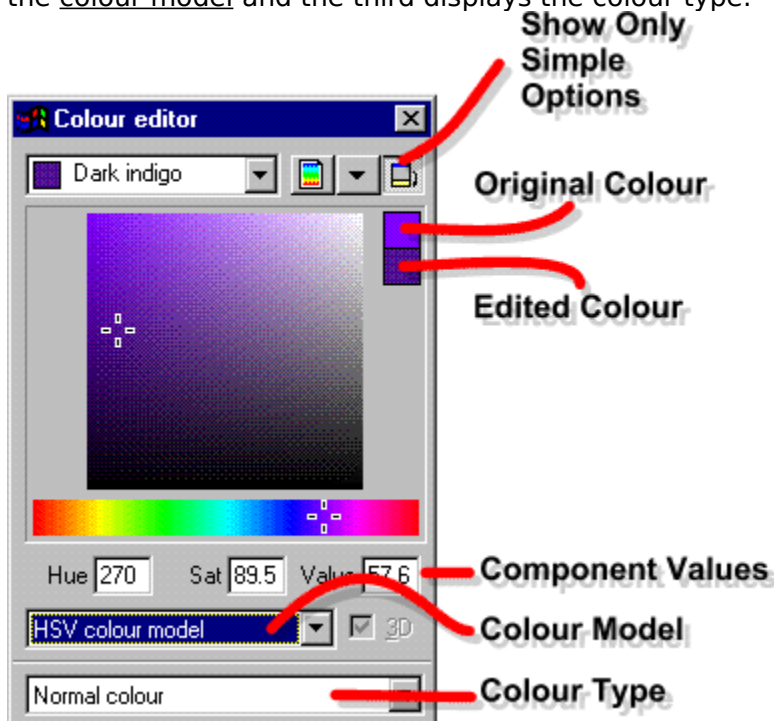 the colour model and the third displays the colour type.
Show Only
Simple
Options
Colour editor
Dark indigo
Original Colour
Edited Colour
Hue 270 Sat 89.5 Value 57.6
Component Values
HSV colour model
3D
Colour Model
Normal colour
Colour Type